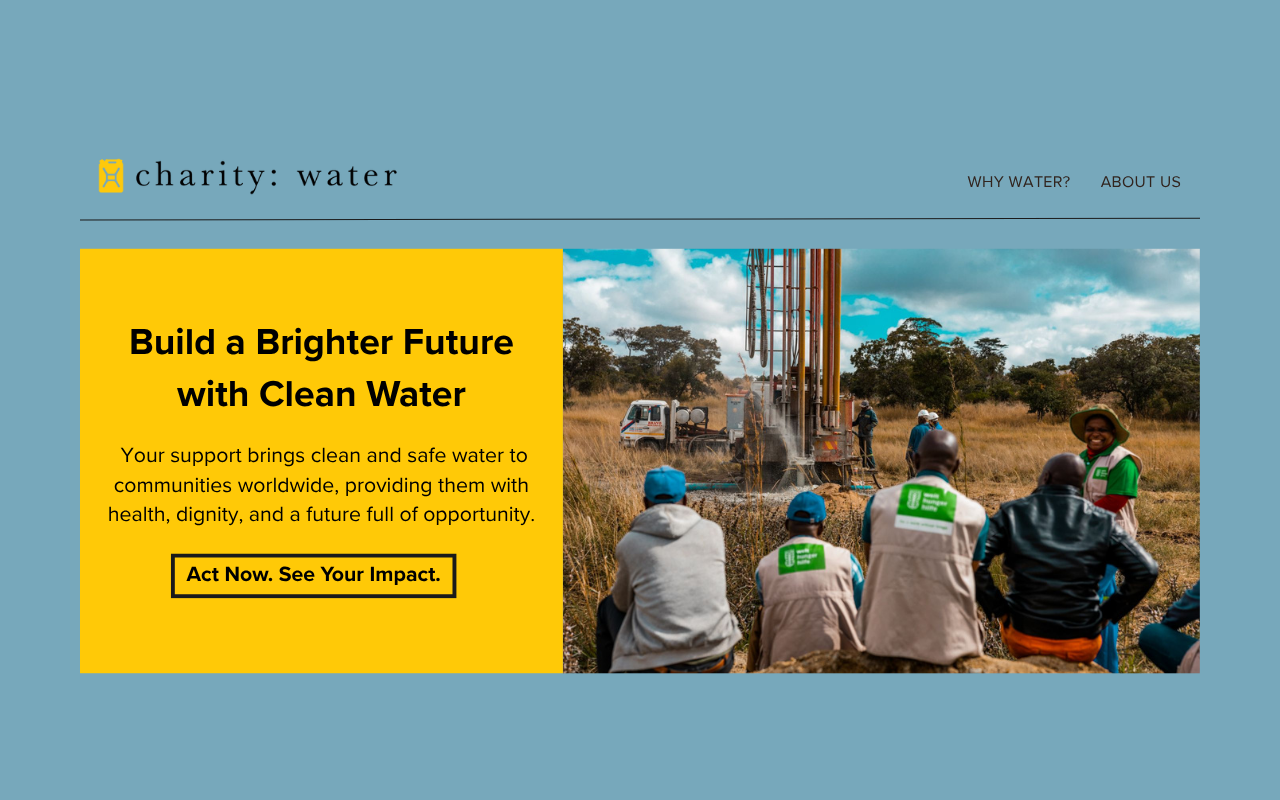 charity: water
WHY WATER? ABOUT US
Build a Brighter Future
with Clean Water
Your support brings clean and safe water to
communities worldwide, providing them with
health, dignity, and a future full of opportunity.
Act Now. See Your Impact.